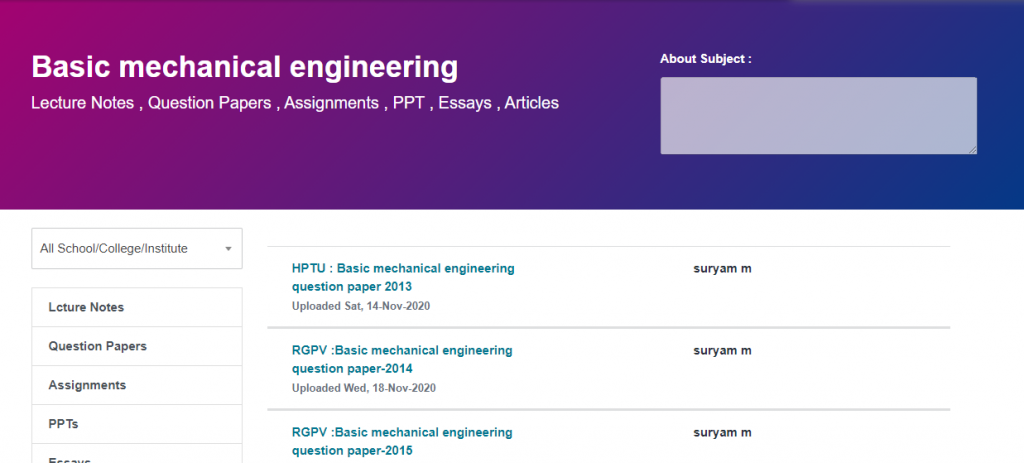 Basic mechanical engineering
Lecture Notes , Question Papers , Assignments , PPT , Essays , Articles
About Subject :
All School/College/Institute
Lcture Notes
Question Papers
Assignments
PPTs
Essays
HPTU : Basic mechanical engineering
question paper 2013
Uploaded Sat, 14-Nov-2020
suryam m
RGPV :Basic mechanical engineering
question paper-2014
Uploaded Wed, 18-Nov-2020
suryam m
RGPV :Basic mechanical engineering
question paper-2015
suryam m